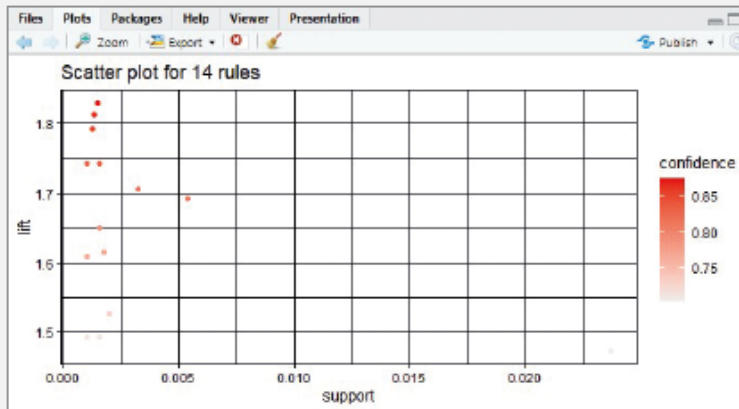 Files Plots Packages Help Viewer Presentation
Zoom Export Publish
Scatter plot for 14 rules
1.8
1.7
1.6
1.5
lift
0.000 0.005 0.010 0.015 0.020
support
confidence
0.85
0.80
0.75